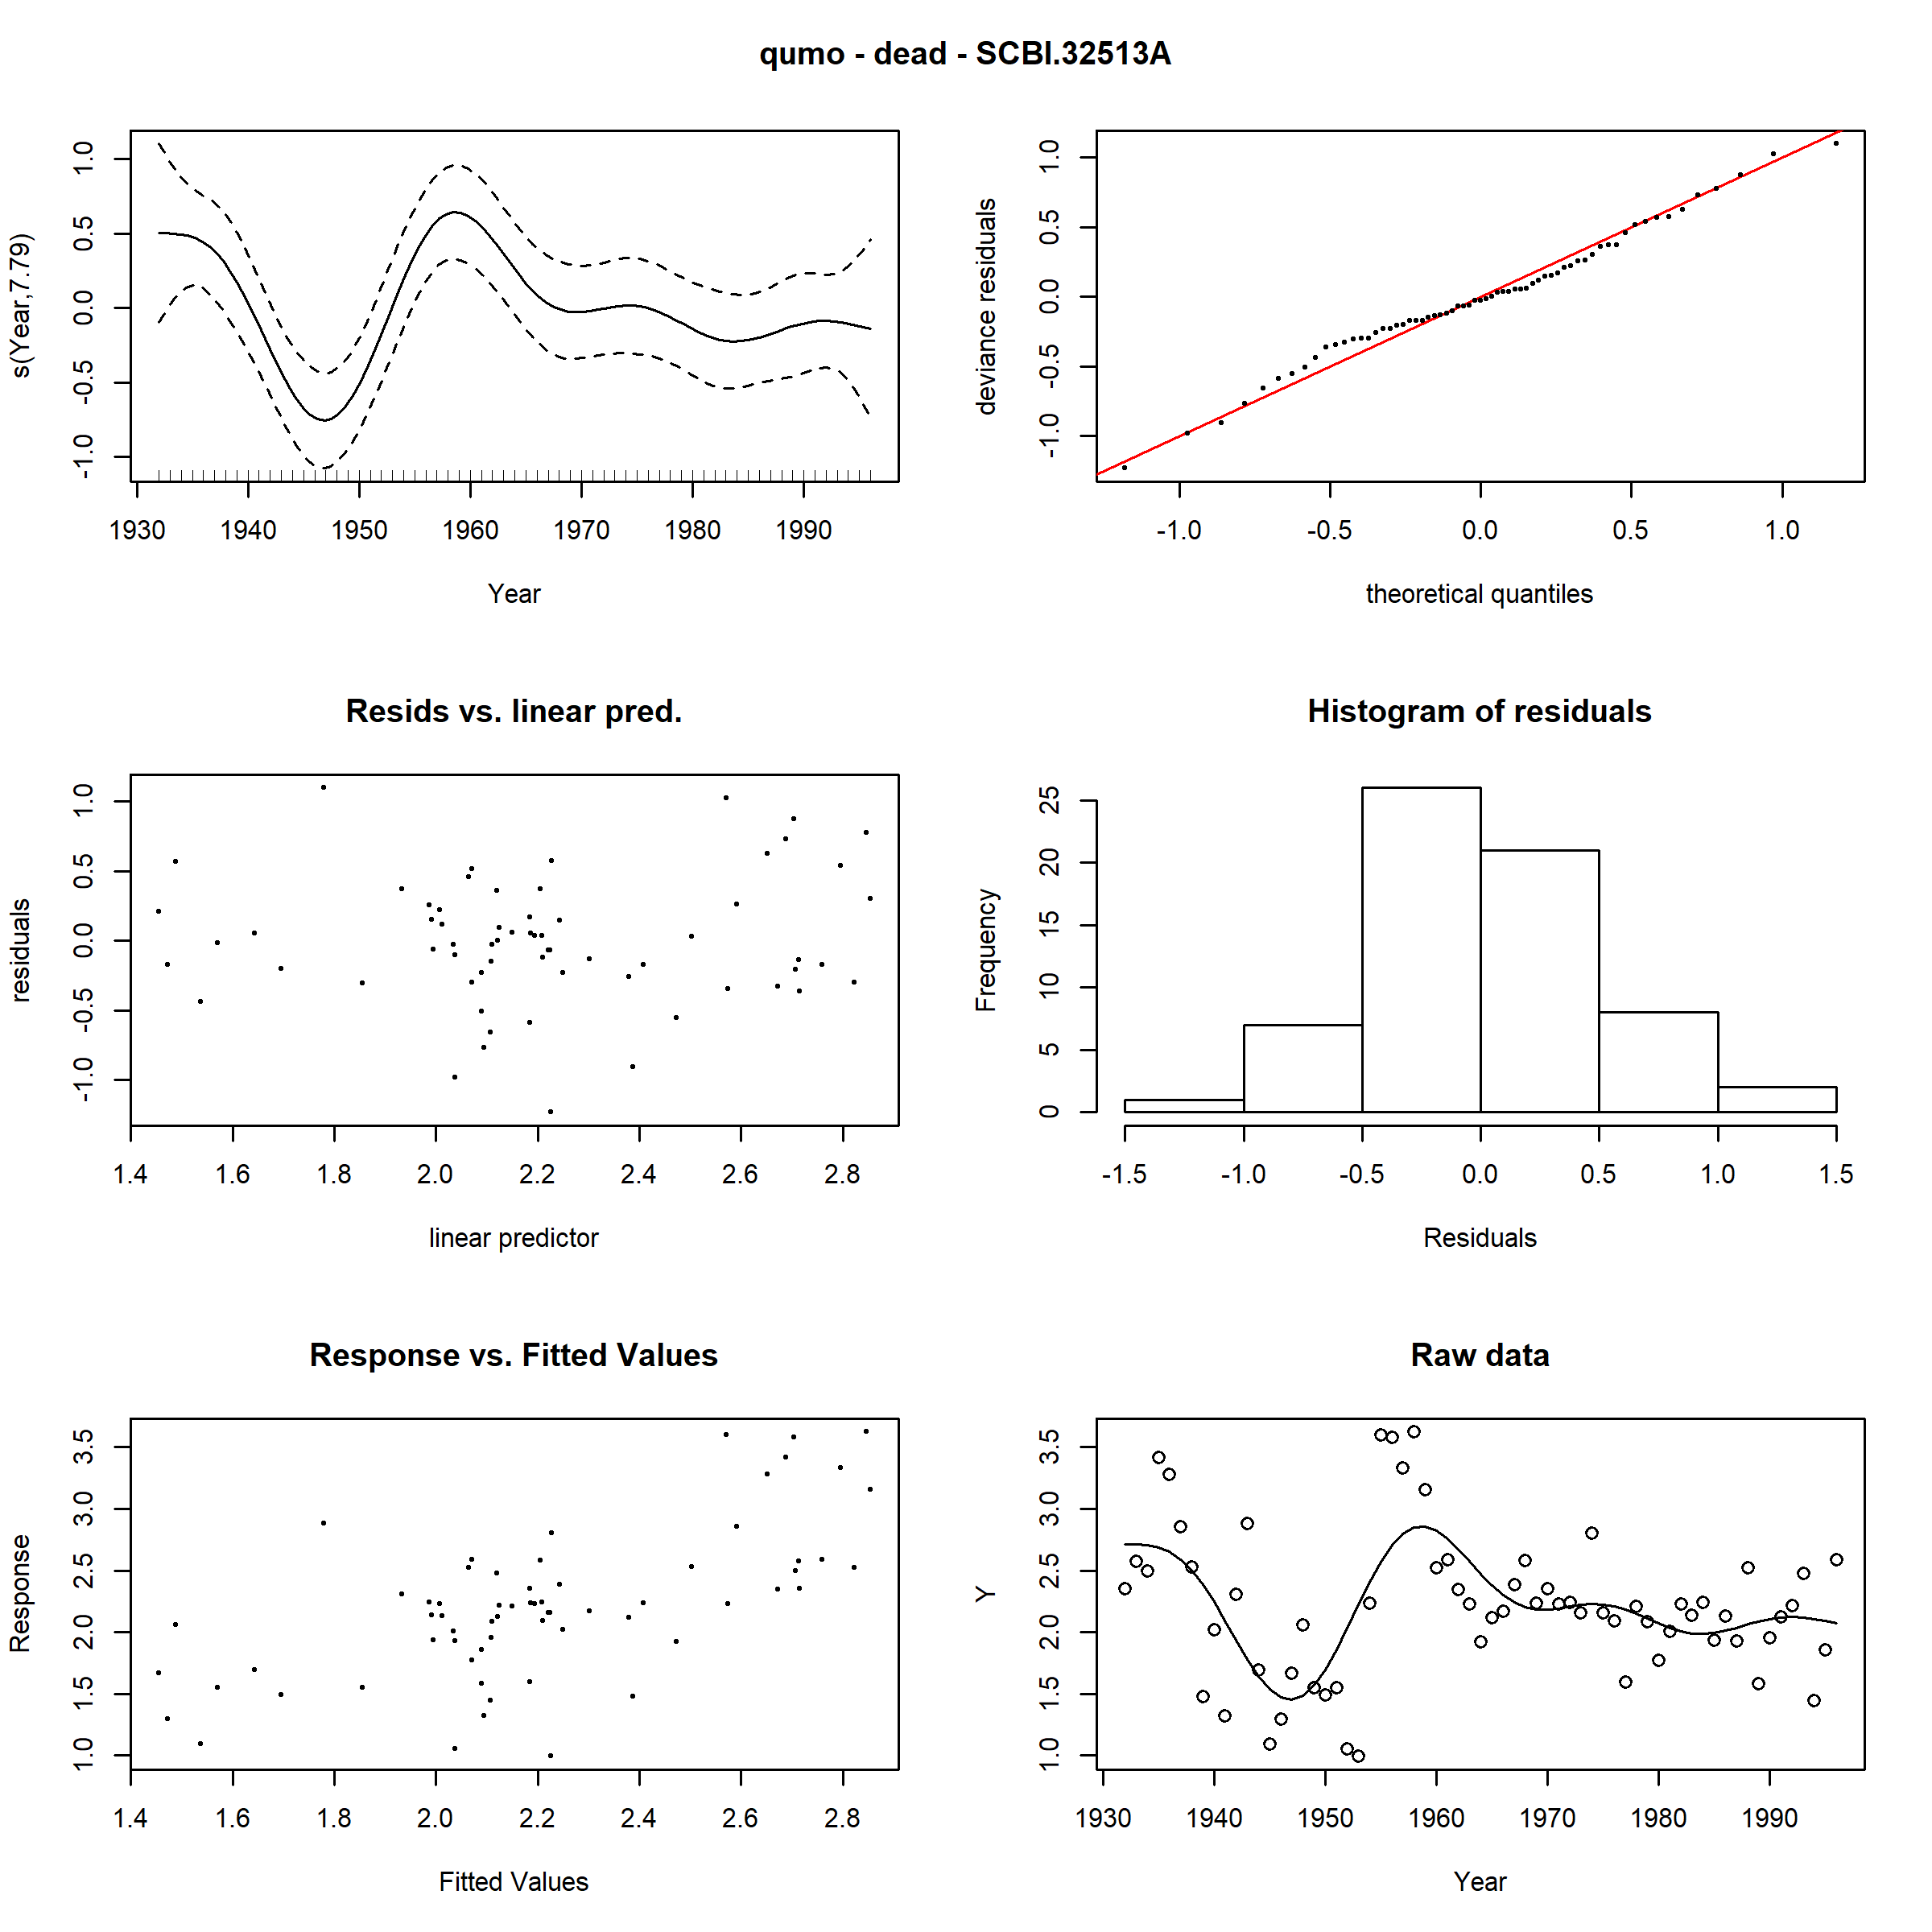 qumo - dead - SCBI.32513A
s(Year,7.79)
1.0
0.5
0.0
-0.5
-1.0
1930 1940 1950 1960 1970 1980 1990
Year
deviance residuals
1.0
0.5
0.0
-0.5
-1.0
-1.0 -0.5 0.0 0.5 1.0
theoretical quantiles
Resids vs. linear pred.
residuals
1.0
0.5
0.0
-0.5
-1.0
1.4 1.6 1.8 2.0 2.2 2.4 2.6 2.8
linear predictor
Histogram of residuals
Frequency
25
20
15
10
5
0
-1.5 -1.0 -0.5 0.0 0.5 1.0 1.5
Residuals
Response vs. Fitted Values
Response
3.5
3.0
2.5
2.0
1.5
1.0
1.4 1.6 1.8 2.0 2.2 2.4 2.6 2.8
Fitted Values
Raw data
Y
3.5
3.0
2.5
2.0
1.5
1.0
1930 1940 1950 1960 1970 1980 1990
Year